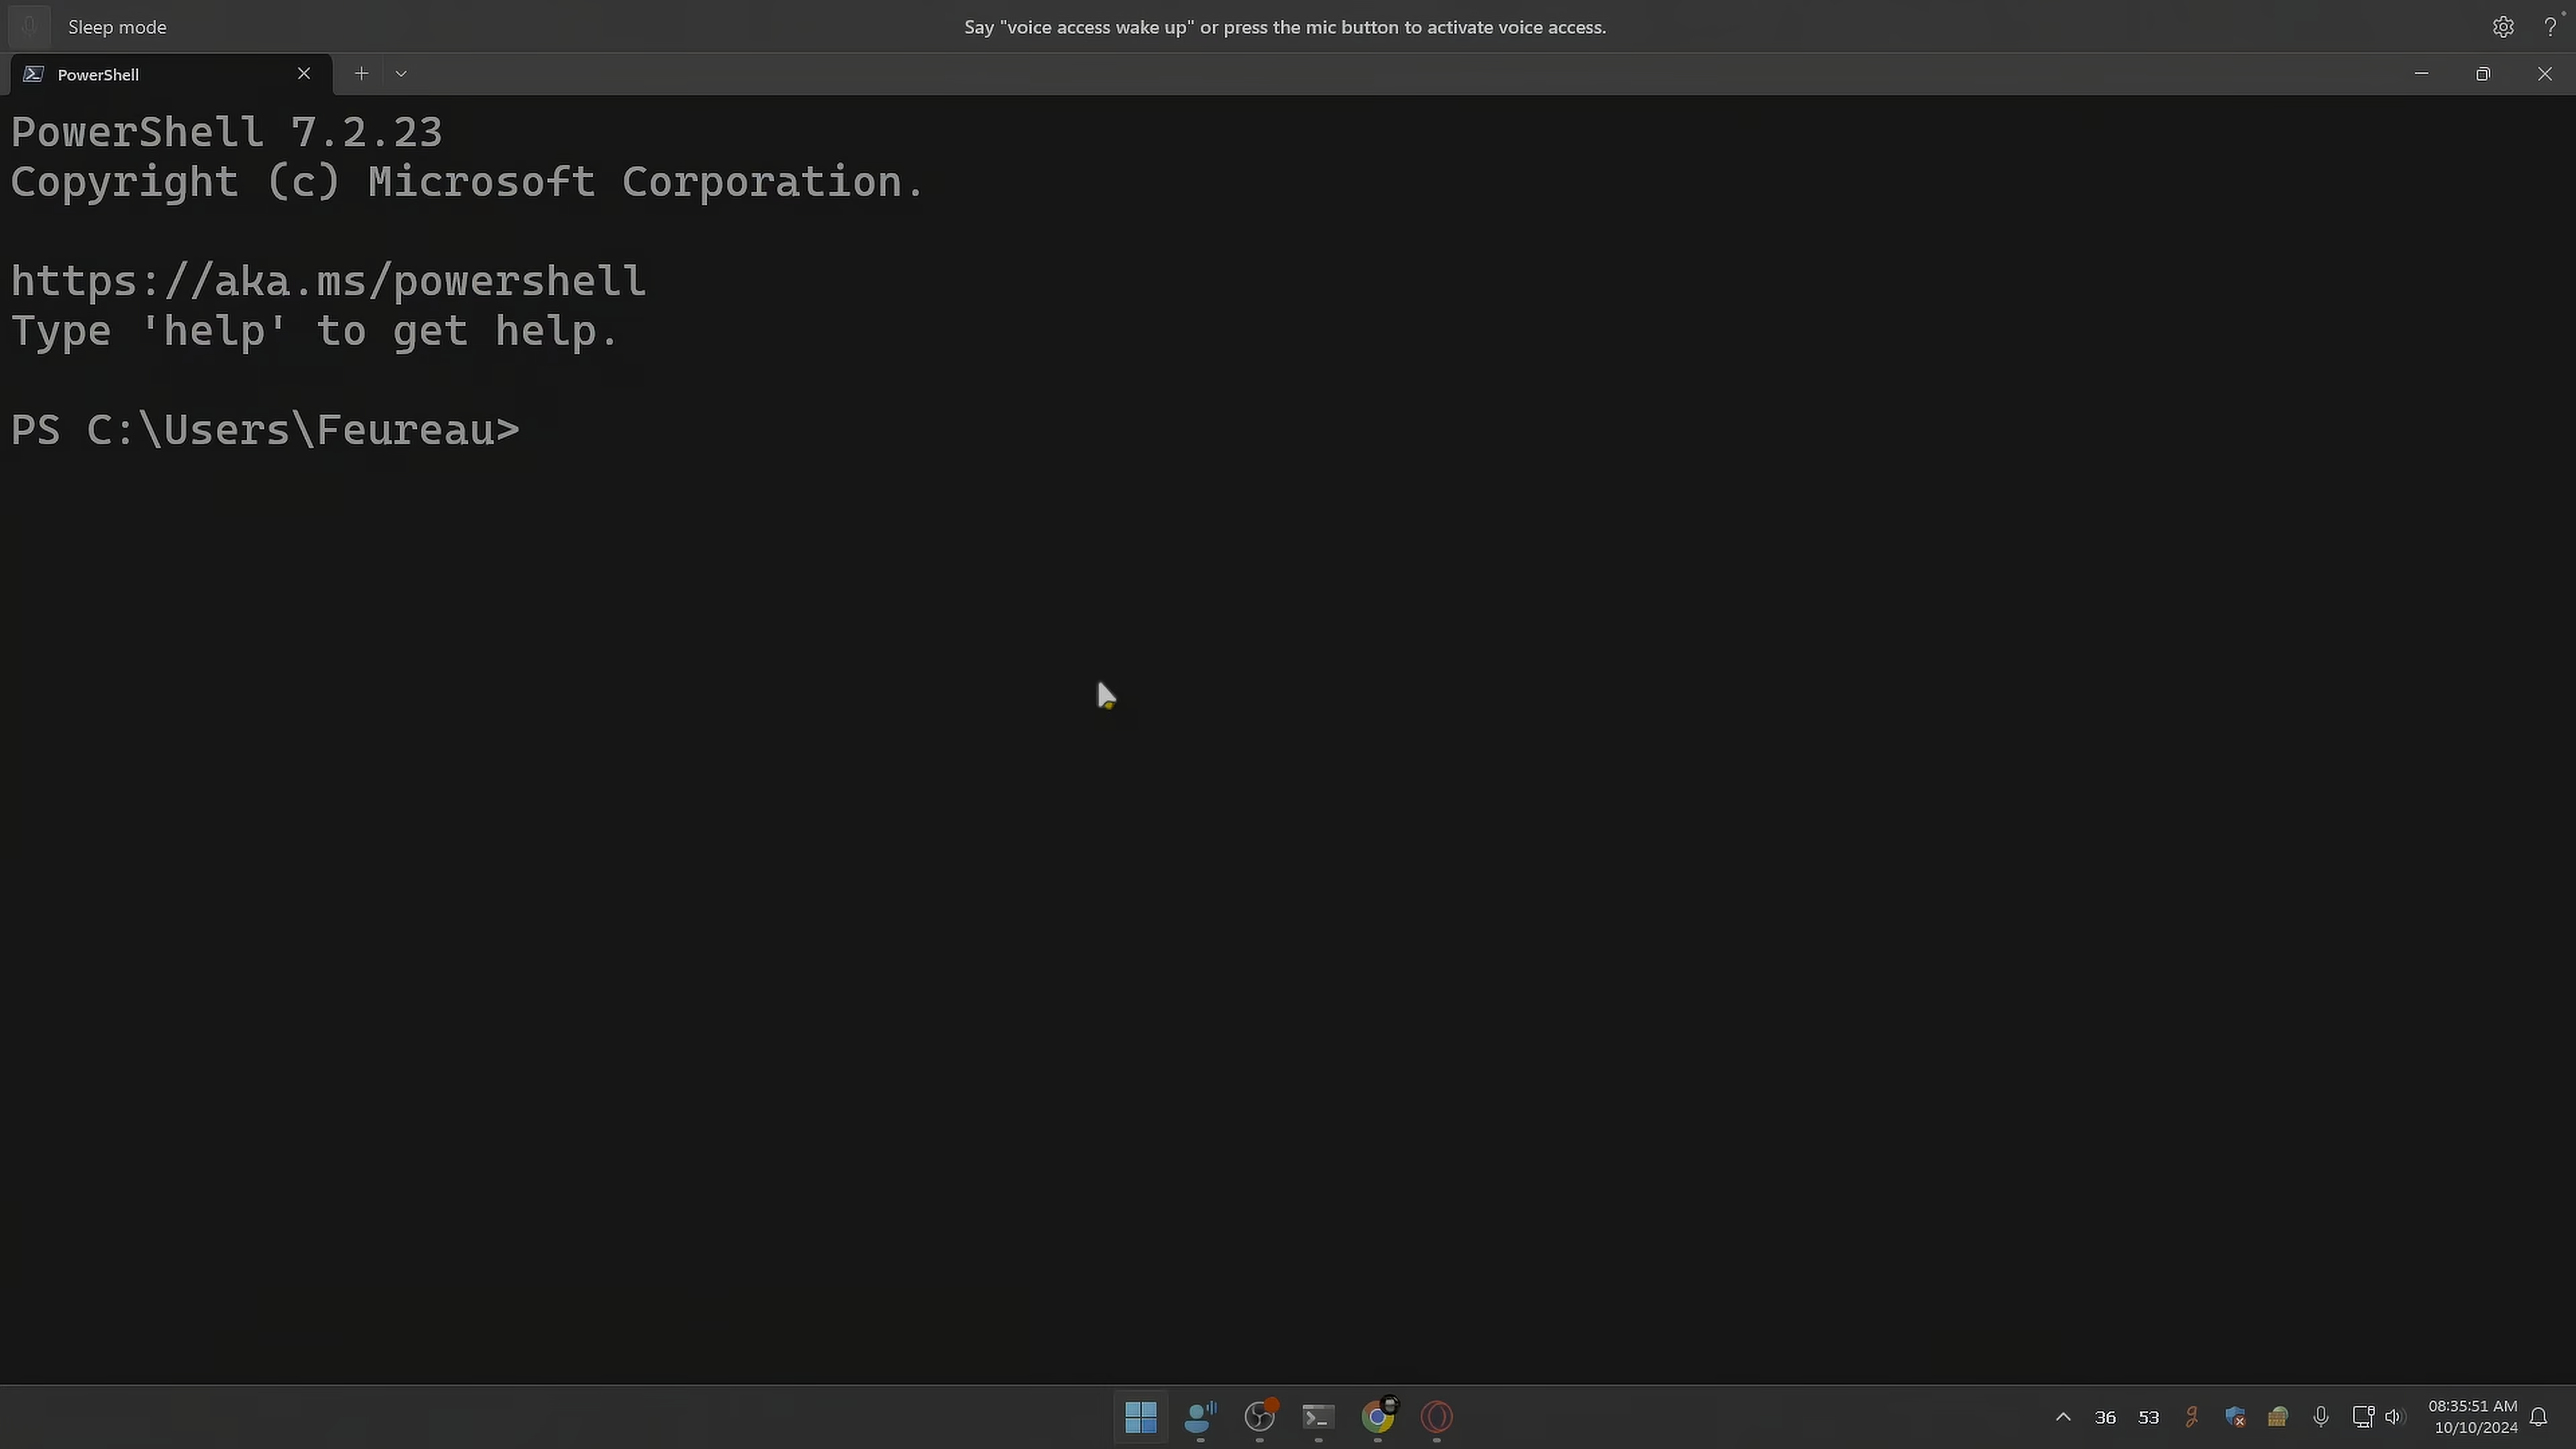 Sleep mode
Say "voice access wake up" or press the mic button to activate voice access.
PowerShell
PowerShell 7.2.23
Copyright (c) Microsoft Corporation.
https://aka.ms/powershell
Type 'help' to get help.
PS C:\Users\Feureau>
36 53
08:35:51 AM
10/10/2024